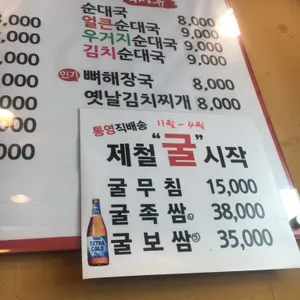 순대국 8,000
얼큰순대국 9,000
우거지순대국 9,000
김치순대국 9,000
인기 뼈해장국 8,000
옛날김치찌개 8,000
통영직배송 11월-4월
제철 "굴" 시작
굴무침 15,000
굴족쌈 38,000
굴보쌈 35,000
EXTRA
COLD